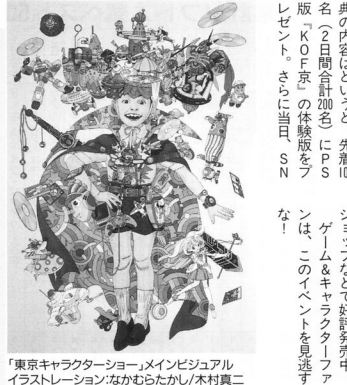 典の内容はというと、先着10
名(2日間合計200名)にPS
版『KOF京』の体験版をプ
レゼント。さらに当日、SN
ショップなどで好評発売中。
ゲーム&キャラクターファ
ンは、このイベントを見逃す
な!
「東京キャラクターショー」メインビジュアル
イラストレーション:なかむらたかし/木村真二